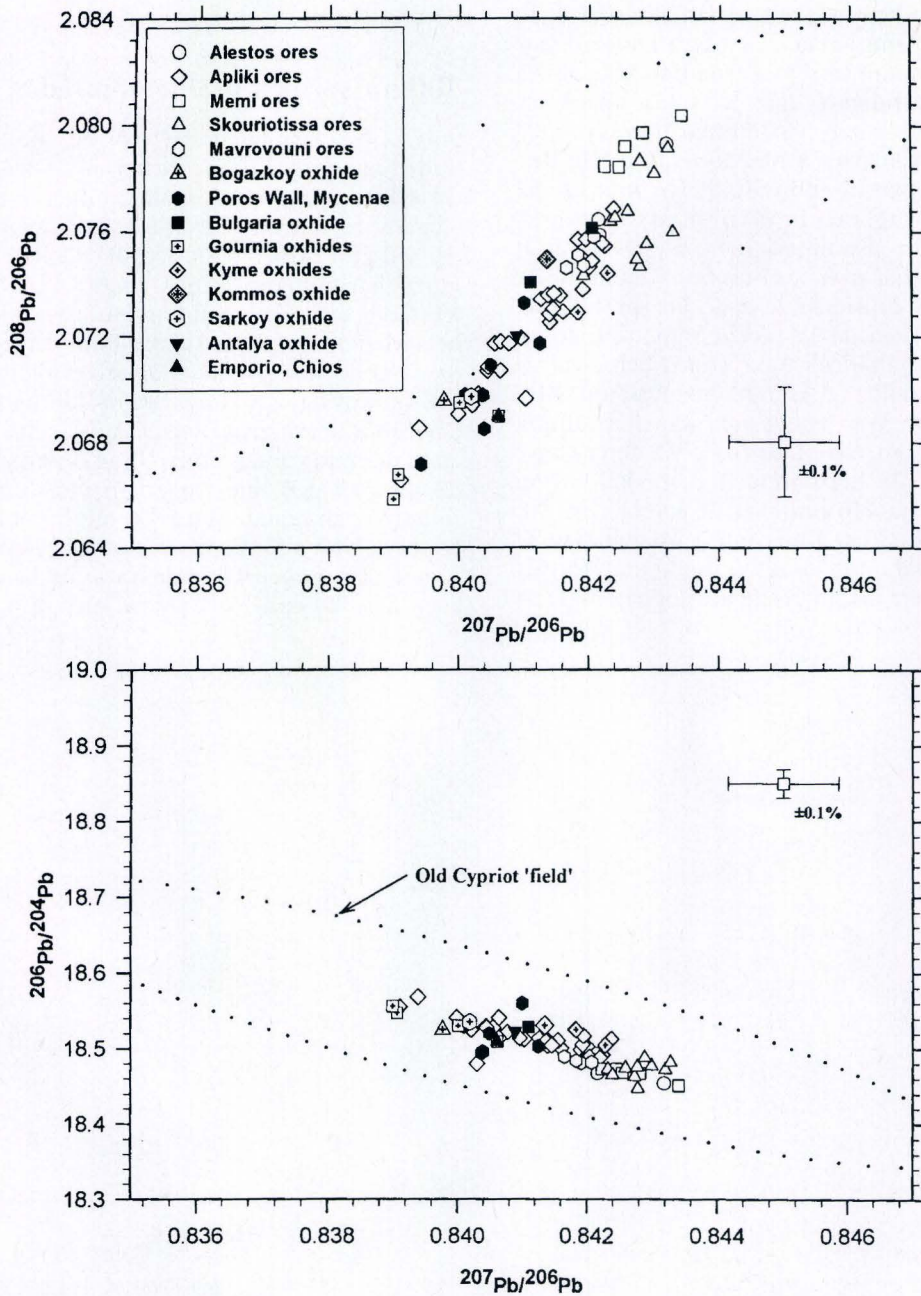 2.084
2.080
2.076
2.072
2.068
2.064
²⁰⁸Pb/²⁰⁶Pb
Alestos ores
Apliki ores
Memi ores
Skouriotissa ores
Mavrovouni ores
Bogazkoy oxhide
Poros Wall, Mycenae
Bulgaria oxhide
Gournia oxhides
Kyme oxhides
Kommos oxhide
Sarkoy oxhide
Antalya oxhide
Emporio, Chios
±0.1%
0.836 0.838 0.840 0.842 0.844 0.846
²⁰⁷Pb/²⁰⁶Pb
19.0
18.9
18.8
18.7
18.6
18.5
18.4
18.3
²⁰⁶Pb/²⁰⁴Pb
±0.1%
Old Cypriot 'field'
0.836 0.838 0.840 0.842 0.844 0.846
²⁰⁷Pb/²⁰⁶Pb